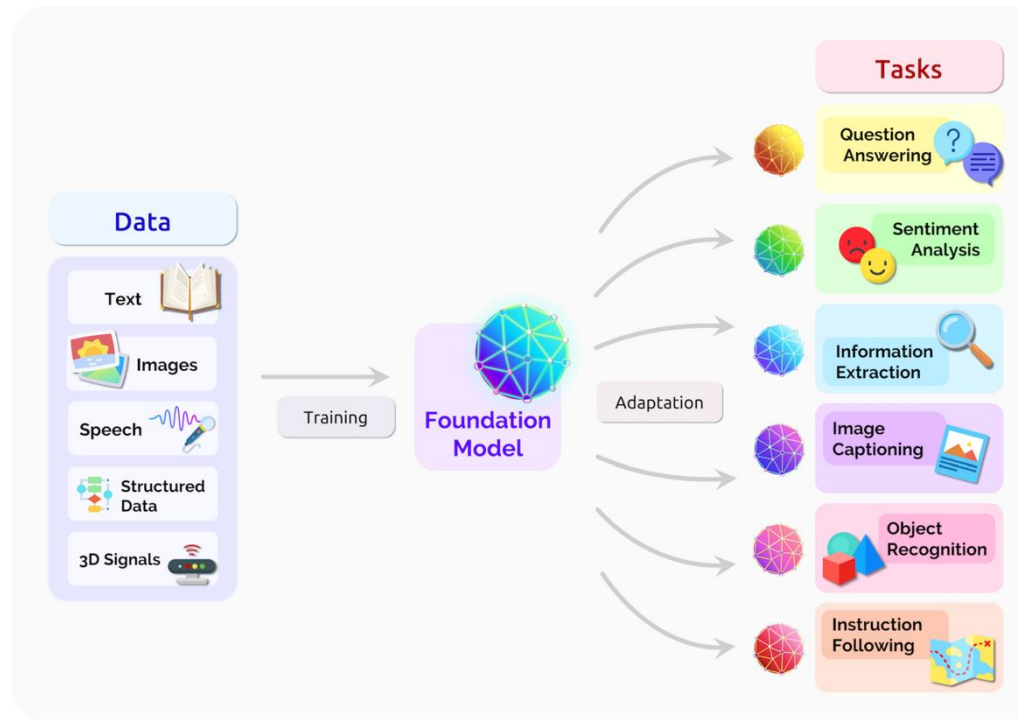 Data
Text
Images
Speech
Structured
Data
3D Signals
Training
Foundation
Model
Adaptation
Tasks
Question
Answering
Sentiment
Analysis
Information
Extraction
Image
Captioning
Object
Recognition
Instruction
Following